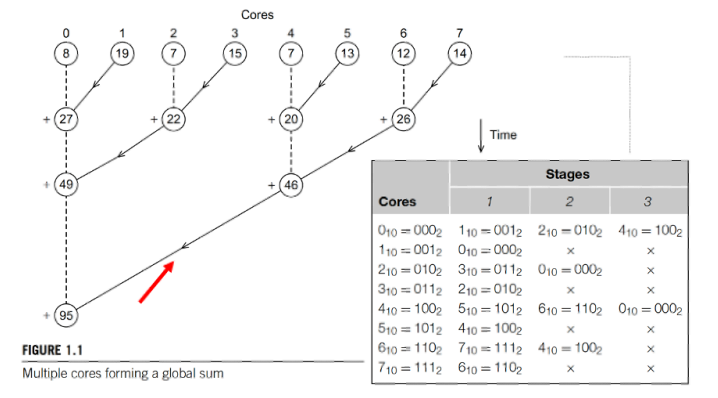 Cores
0 1 2 3 4 5 6 7
8 19 7 15 7 13 12 14
+ 27 + 22 + 20 + 26
Time
+ 49 + 46
+ 95
Stages
Cores 1 2 3
0₁₀ = 000₂ 1₁₀ = 001₂ 2₁₀ = 010₂ 4₁₀ = 100₂
1₁₀ = 001₂ 0₁₀ = 000₂ × ×
2₁₀ = 010₂ 3₁₀ = 011₂ 0₁₀ = 000₂ ×
3₁₀ = 011₂ 2₁₀ = 010₂ × ×
4₁₀ = 100₂ 5₁₀ = 101₂ 6₁₀ = 110₂ 0₁₀ = 000₂
5₁₀ = 101₂ 4₁₀ = 100₂ × ×
6₁₀ = 110₂ 7₁₀ = 111₂ 4₁₀ = 100₂ ×
7₁₀ = 111₂ 6₁₀ = 110₂ × ×
FIGURE 1.1
Multiple cores forming a global sum